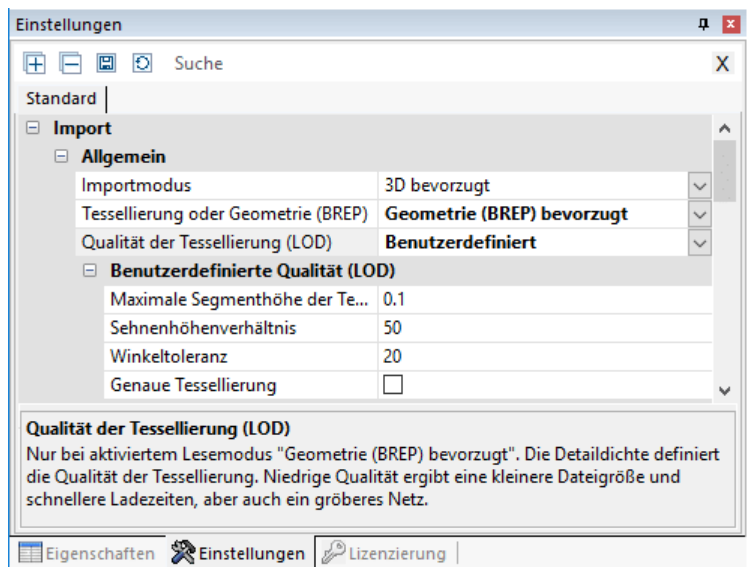 Einstellungen
Suche X
Standard
Import
Allgemein
Importmodus 3D bevorzugt
Tessellierung oder Geometrie (BREP) Geometrie (BREP) bevorzugt
Qualität der Tessellierung (LOD) Benutzerdefiniert
Benutzerdefinierte Qualität (LOD)
Maximale Segmenthöhe der Te... 0.1
Sehnenhöhenverhältnis 50
Winkeltoleranz 20
Genaue Tessellierung
Qualität der Tessellierung (LOD)
Nur bei aktiviertem Lesemodus "Geometrie (BREP) bevorzugt". Die Detaildichte definiert
die Qualität der Tessellierung. Niedrige Qualität ergibt eine kleinere Dateigröße und
schnellere Ladezeiten, aber auch ein gröberes Netz.
Eigenschaften Einstellungen Lizenzierung